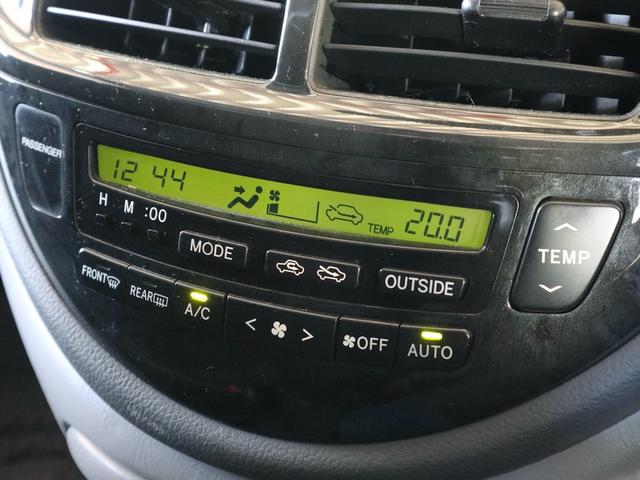 PASSENGER
12 44 TEMP 20.0
H M :00
MODE
OUTSIDE
TEMP
FRONT
REAR
A/C
< >
OFF
AUTO